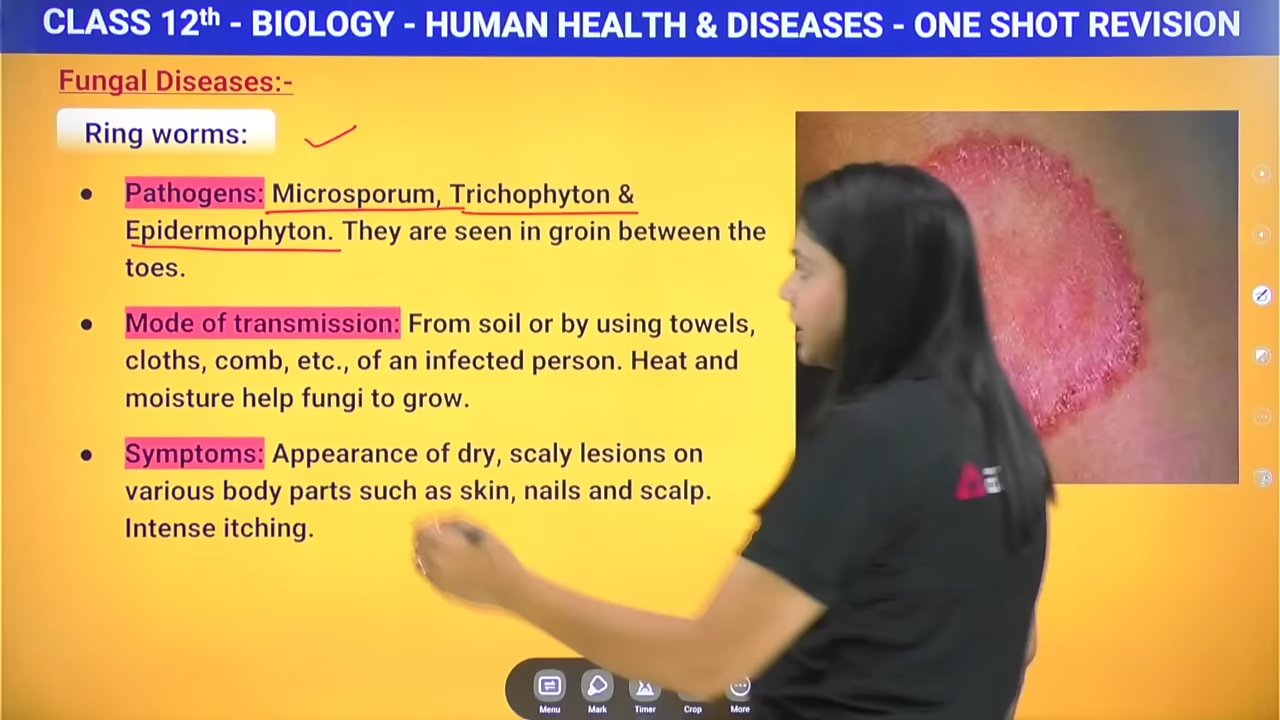 CLASS 12th - BIOLOGY - HUMAN HEALTH & DISEASES - ONE SHOT REVISION
Fungal Diseases:-
Ring worms:
• Pathogens: Microsporum, Trichophyton &
Epidermophyton. They are seen in groin between the
toes.
• Mode of transmission: From soil or by using towels,
cloths, comb, etc., of an infected person. Heat and
moisture help fungi to grow.
• Symptoms: Appearance of dry, scaly lesions on
various body parts such as skin, nails and scalp.
Intense itching.
Menu Mark Timer Crop More